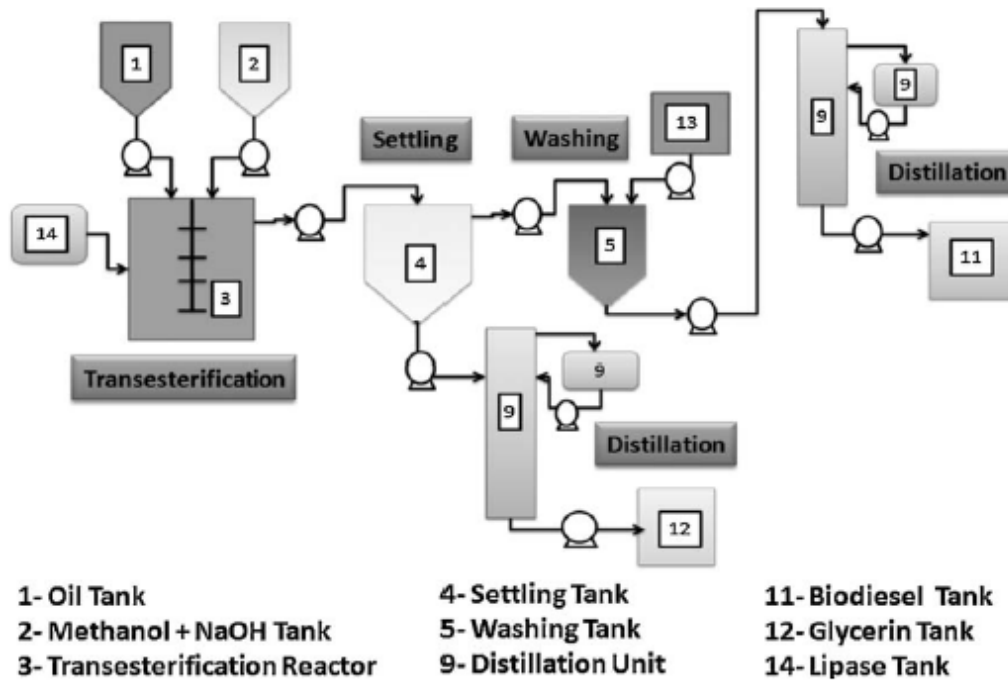 1
2
9
Settling
Washing
13
9
Distillation
14
4
5
11
3
Transesterification
9
9
Distillation
12
1- Oil Tank
4- Settling Tank
11- Biodiesel Tank
2- Methanol + NaOH Tank
5- Washing Tank
12- Glycerin Tank
3- Transesterification Reactor
9- Distillation Unit
14- Lipase Tank